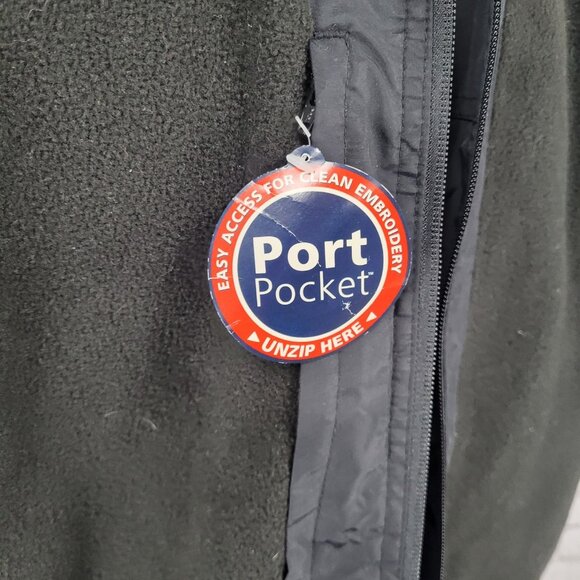 EASY ACCESS FOR CLEAN EMBROIDERY
Port
Pocket™
▶ UNZIP HERE ◀